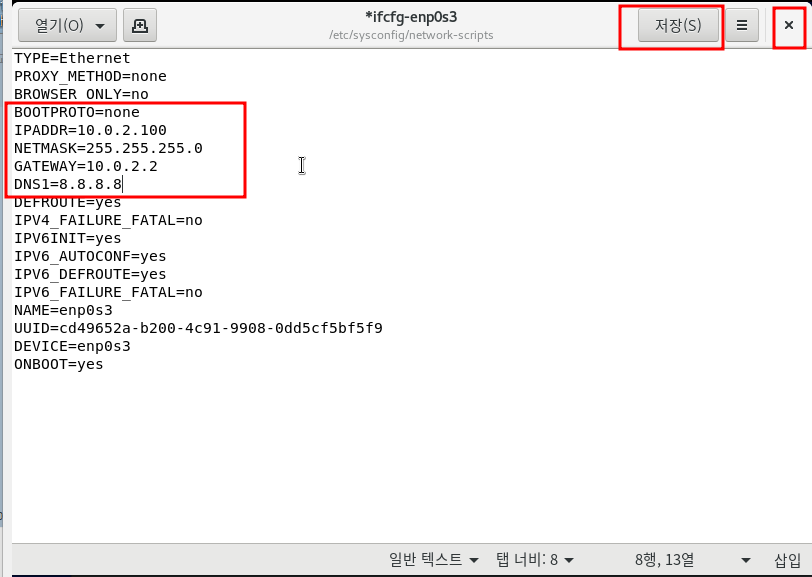 열기(O)
*ifcfg-enp0s3
/etc/sysconfig/network-scripts
저장(S)
TYPE=Ethernet
PROXY_METHOD=none
BROWSER_ONLY=no
BOOTPROTO=none
IPADDR=10.0.2.100
NETMASK=255.255.255.0
GATEWAY=10.0.2.2
DNS1=8.8.8.8
DEFROUTE=yes
IPV4_FAILURE_FATAL=no
IPV6INIT=yes
IPV6_AUTOCONF=yes
IPV6_DEFROUTE=yes
IPV6_FAILURE_FATAL=no
NAME=enp0s3
UUID=cd49652a-b200-4c91-9908-0dd5cf5bf5f9
DEVICE=enp0s3
ONBOOT=yes
일반 텍스트 탭 너비: 8 8행, 13열 삽입